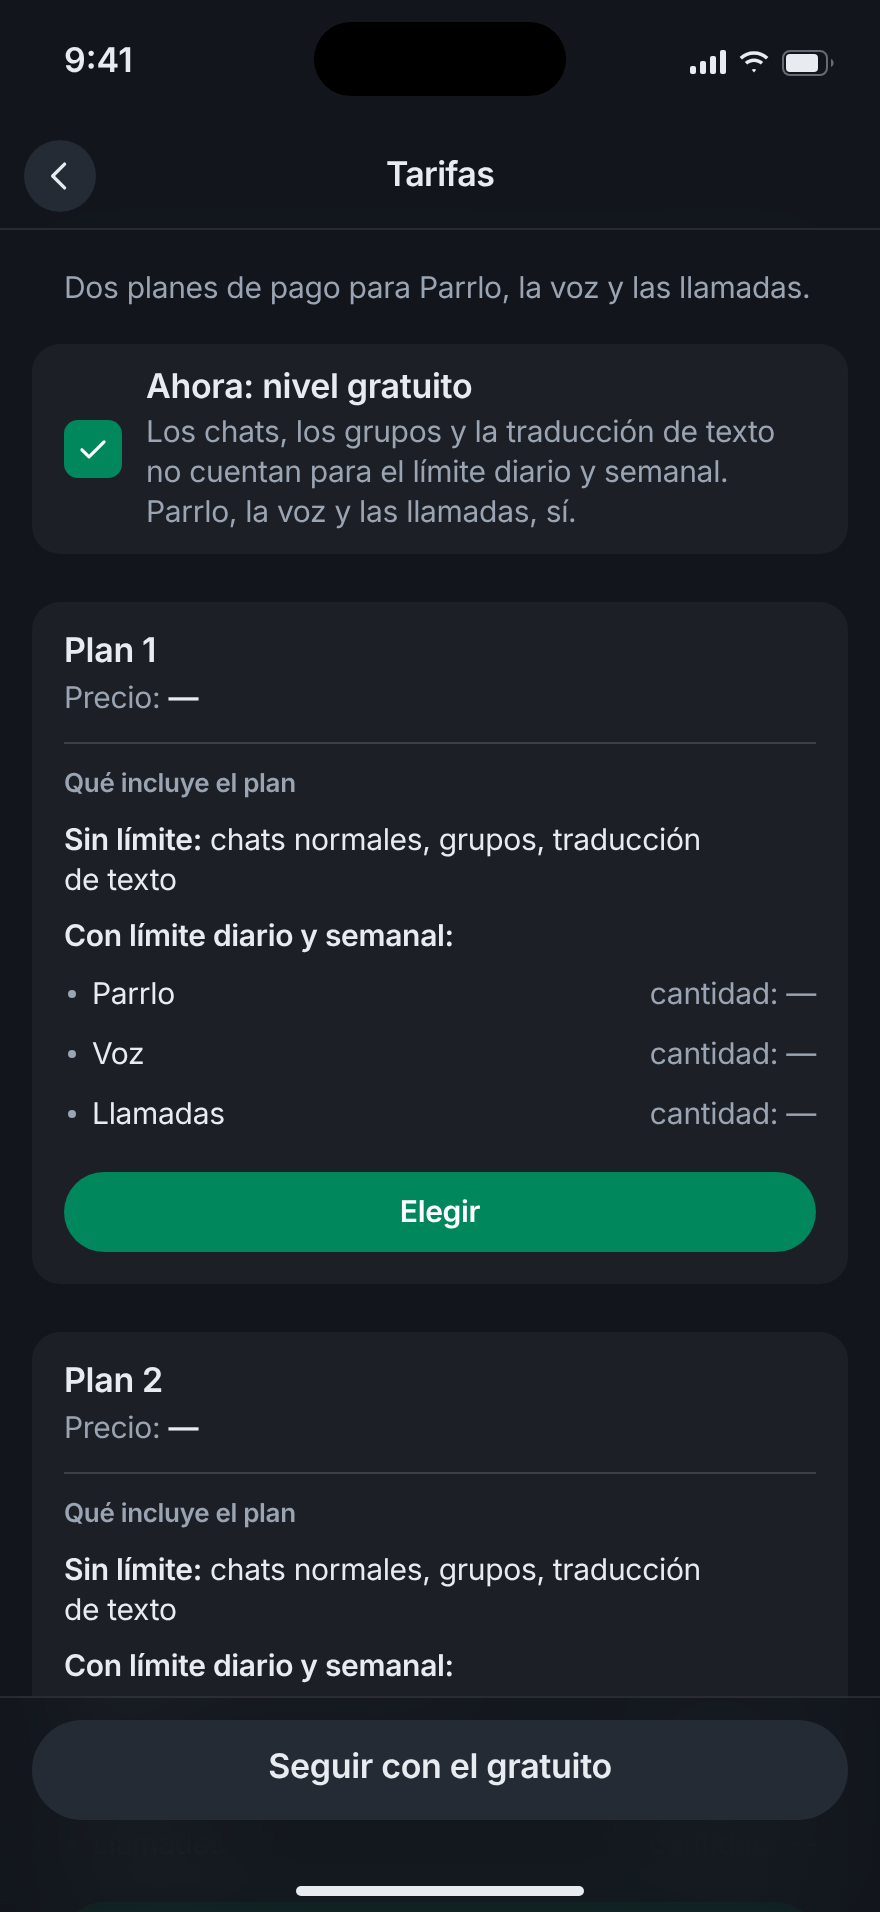 9:41
Tarifas
Dos planes de pago para Parrlo, la voz y las llamadas.
Ahora: nivel gratuito
Los chats, los grupos y la traducción de texto
no cuentan para el límite diario y semanal.
Parrlo, la voz y las llamadas, sí.
Plan 1
Precio: —
Qué incluye el plan
Sin límite: chats normales, grupos, traducción
de texto
Con límite diario y semanal:
• Parrlo cantidad: —
• Voz cantidad: —
• Llamadas cantidad: —
Elegir
Plan 2
Precio: —
Qué incluye el plan
Sin límite: chats normales, grupos, traducción
de texto
Con límite diario y semanal:
Seguir con el gratuito